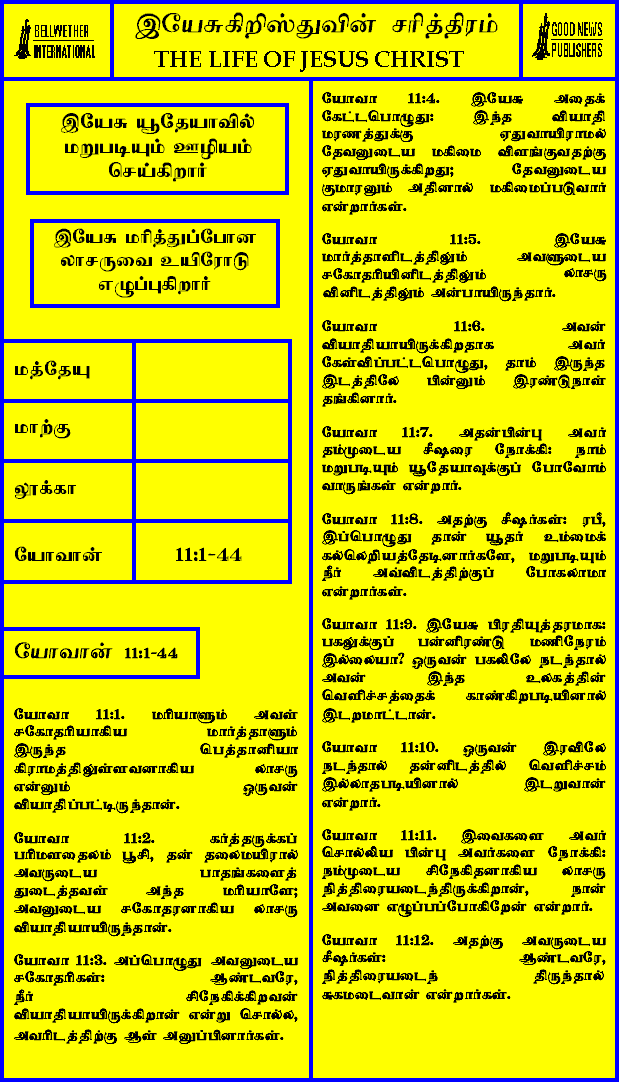 BELLWETHER
INTERNATIONAL
இயேசுகிறிஸ்துவின் சரித்திரம்
THE LIFE OF JESUS CHRIST
GOOD NEWS
PUBLISHERS
இயேசு யூதேயாவில்
மறுபடியும் ஊழியம்
செய்கிறார்
இயேசு மரித்துப்போன
லாசருவை உயிரோடு
எழுப்புகிறார்
மத்தேயு
மாற்கு
லூக்கா
யோவான் 11:1-44
யோவான் 11:1-44
யோவா 11:1. மரியாளும் அவள்
சகோதரியாகிய மார்த்தாளும்
இருந்த பெத்தானியா
கிராமத்திலுள்ளவனாகிய லாசரு
என்னும் ஒருவன்
வியாதிப்பட்டிருந்தான்.
யோவா 11:2. கர்த்தருக்கப்
பரிமளதைலம் பூசி, தன் தலைமயிரால்
அவருடைய பாதங்களைத்
துடைத்தவள் அந்த மரியாளே;
அவளுடைய சகோதரனாகிய லாசரு
வியாதியாயிருந்தான்.
யோவா 11:3. அப்பொழுது அவனுடைய
சகோதரிகள்: ஆண்டவரே,
நீர் சிநேகிக்கிறவன்
வியாதியாயிருக்கிறான் என்று சொல்ல,
அவரிடத்திற்கு ஆள் அனுப்பினார்கள்.
யோவா 11:4. இயேசு அதைக்
கேட்டபொழுது: இந்த வியாதி
மரணத்துக்கு ஏதுவாயிராமல்
தேவனுடைய மகிமை விளங்குவதற்கு
ஏதுவாயிருக்கிறது; தேவனுடைய
குமாரனும் அதினால் மகிமைப்படுவார்
என்றார்கள்.
யோவா 11:5. இயேசு
மார்த்தாளிடத்திலும் அவளுடைய
சகோதரியினிடத்திலும் லாசரு
வினிடத்திலும் அன்பாயிருந்தார்.
யோவா 11:6. அவன்
வியாதியாயிருக்கிறதாக அவர்
கேள்விப்பட்டபொழுது, தாம் இருந்த
இடத்திலே பின்னும் இரண்டுநாள்
தங்கினார்.
யோவா 11:7. அதன்பின்பு அவர்
தம்முடைய சீஷரை நோக்கி: நாம்
மறுபடியும் யூதேயாவுக்குப் போவோம்
வாருங்கள் என்றார்.
யோவா 11:8. அதற்கு சீஷர்கள்: ரபீ,
இப்பொழுது தான் யூதர் உம்மைக்
கல்லெறியத்தேடினார்களே, மறுபடியும்
நீர் அவ்விடத்திற்குப் போகலாமா
என்றார்கள்.
யோவா 11:9. இயேசு பிரதியுத்தரமாக:
பகலுக்குப் பன்னிரண்டு மணிநேரம்
இல்லையா? ஒருவன் பகலிலே நடந்தால்
அவன் இந்த உலகத்தின்
வெளிச்சத்தைக் காண்கிறபடியினால்
இடறமாட்டான்.
யோவா 11:10. ஒருவன் இரவிலே
நடந்தால் தன்னிடத்தில் வெளிச்சம்
இல்லாதபடியினால் இடறுவான்
என்றார்.
யோவா 11:11. இவைகளை அவர்
சொல்லிய பின்பு அவர்களை நோக்கி:
நம்முடைய சிநேகிதனாகிய லாசரு
நித்திரையடைந்திருக்கிறான், நான்
அவனை எழுப்பப்போகிறேன் என்றார்.
யோவா 11:12. அதற்கு அவருடைய
சீஷர்கள்: ஆண்டவரே,
நித்திரையடைந் திருந்தால்
சுகமடைவான் என்றார்கள்.